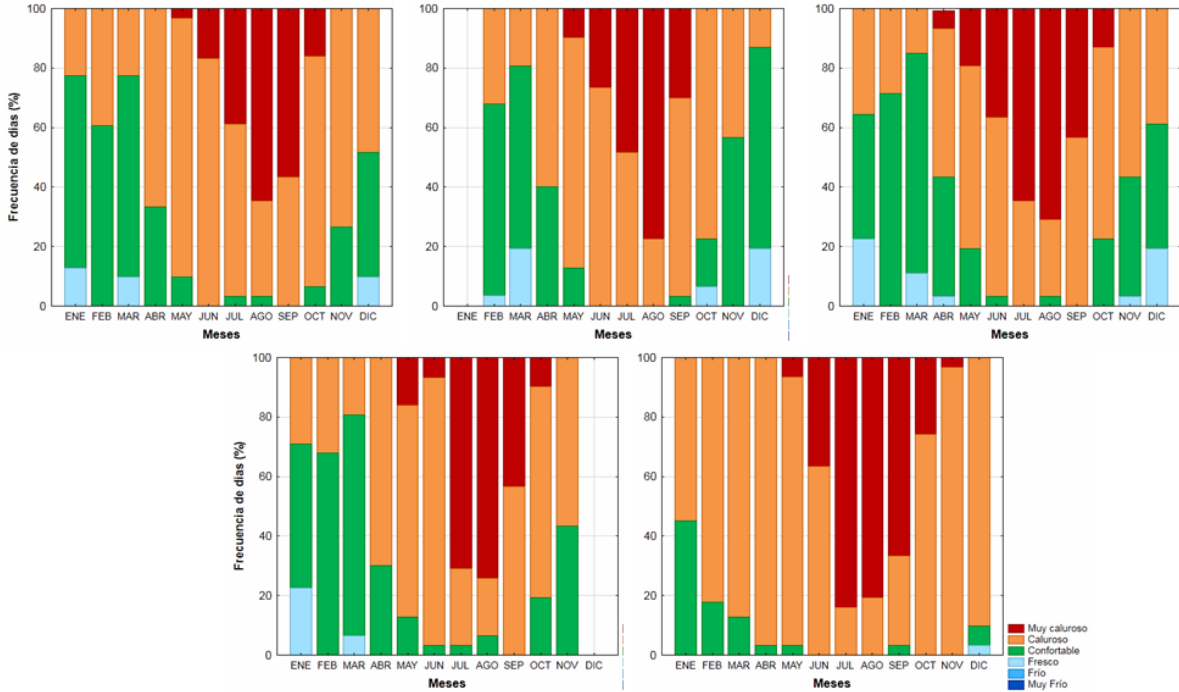 100
80
60
40
20
0
Frecuencia de dias (%)
ENE FEB MAR ABR MAY JUN JUL AGO SEP OCT NOV DIC
Meses
100
80
60
40
20
0
ENE FEB MAR ABR MAY JUN JUL AGO SEP OCT NOV DIC
Meses
100
80
60
40
20
0
ENE FEB MAR ABR MAY JUN JUL AGO SEP OCT NOV DIC
Meses
100
80
60
40
20
0
Frecuencia de días (%)
ENE FEB MAR ABR MAY JUN JUL AGO SEP OCT NOV DIC
Meses
100
80
60
40
20
0
ENE FEB MAR ABR MAY JUN JUL AGO SEP OCT NOV DIC
Meses
Muy caluroso
Caluroso
Confortable
Fresco
Frío
Muy Frío